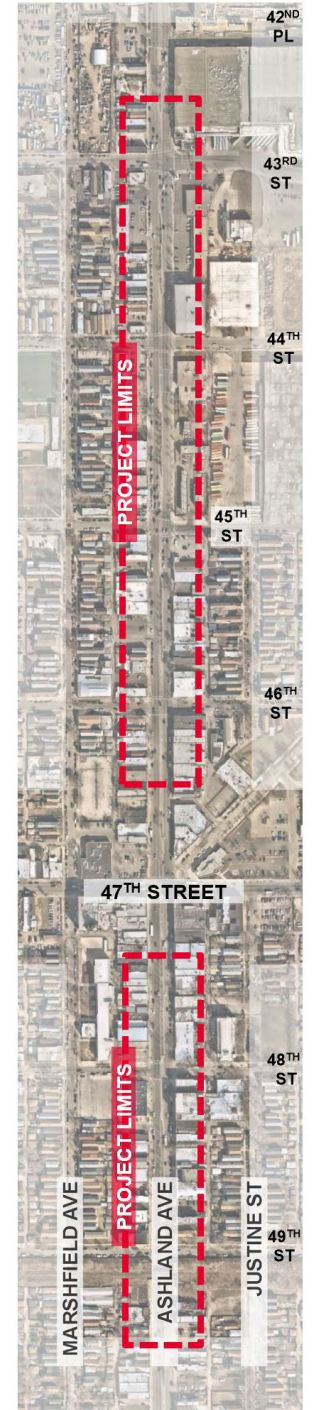 42ND
PL
43RD
ST
44TH
ST
PROJECT LIMITS
45TH
ST
46TH
ST
47TH STREET
48TH
ST
PROJECT LIMITS
MARSHFIELD AVE
ASHLAND AVE
JUSTINE ST
49TH
ST